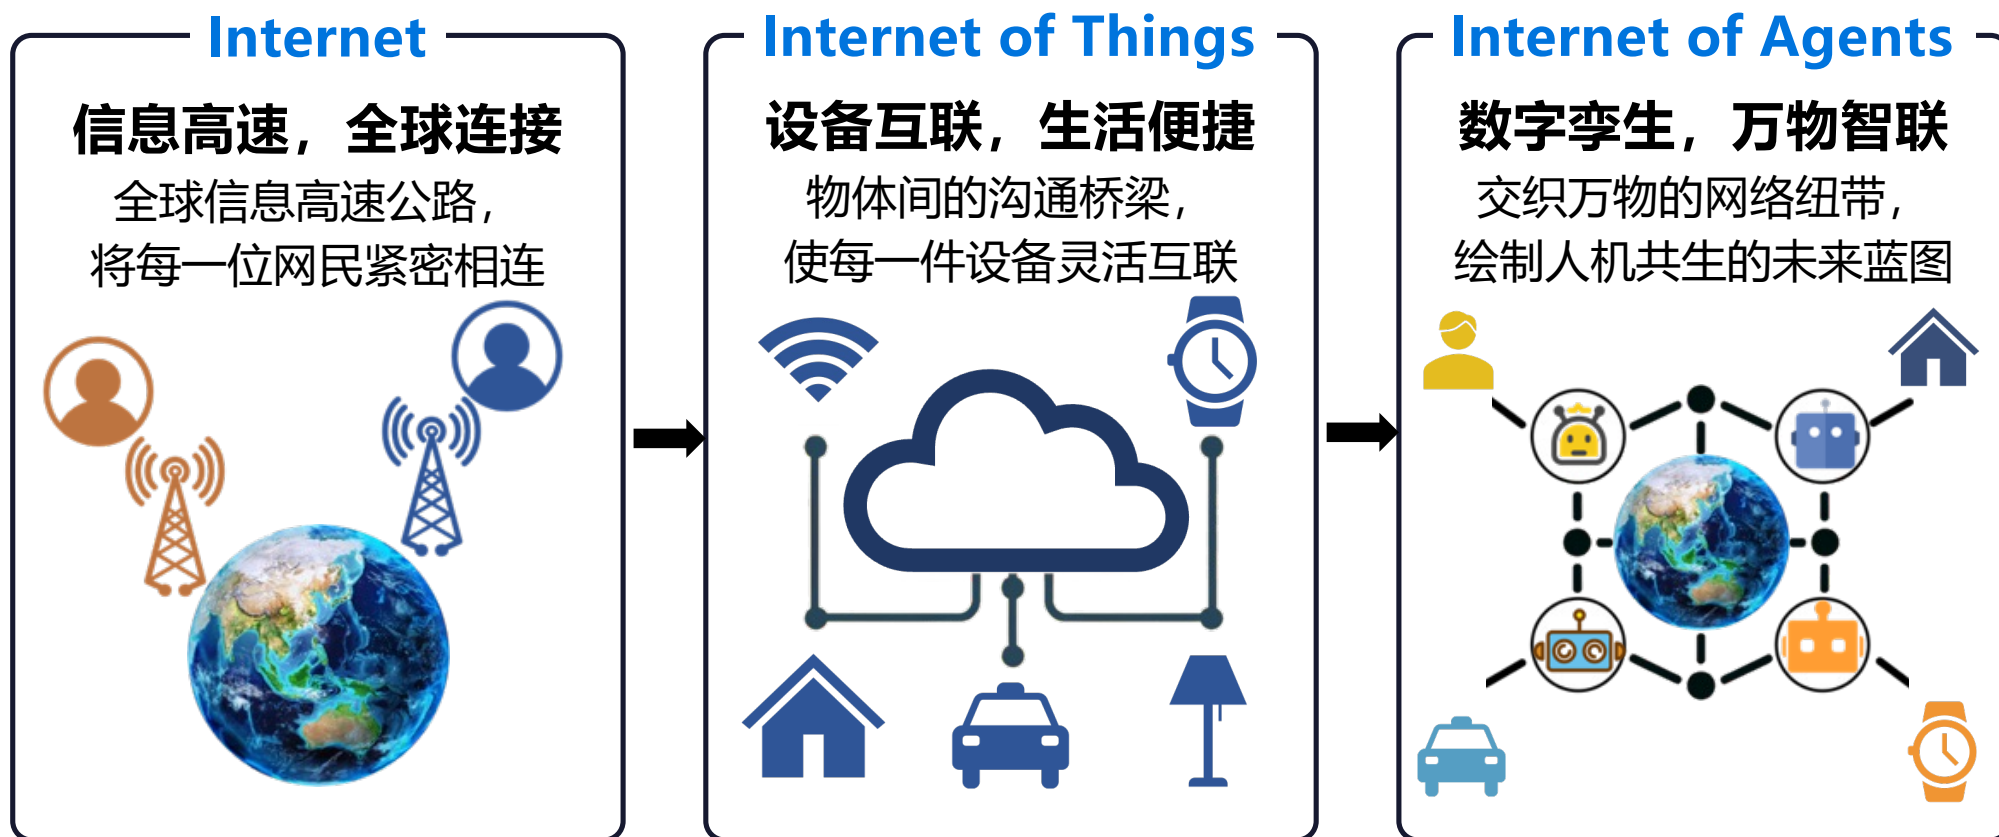 Internet
信息高速，全球连接
全球信息高速公路，
将每一位网民紧密相连
Internet of Things
设备互联，生活便捷
物体间的沟通桥梁，
使每一件设备灵活互联
Internet of Agents
数字孪生，万物智联
交织万物的网络纽带，
绘制人机共生的未来蓝图